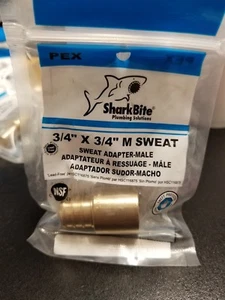 PEX
SharkBite®
Plumbing Solutions
3/4" X 3/4" M SWEAT
SWEAT ADAPTER-MALE
ADAPTATEUR À RESSUAGE - MÂLE
ADAPTADOR SUDOR-MACHO
NSF